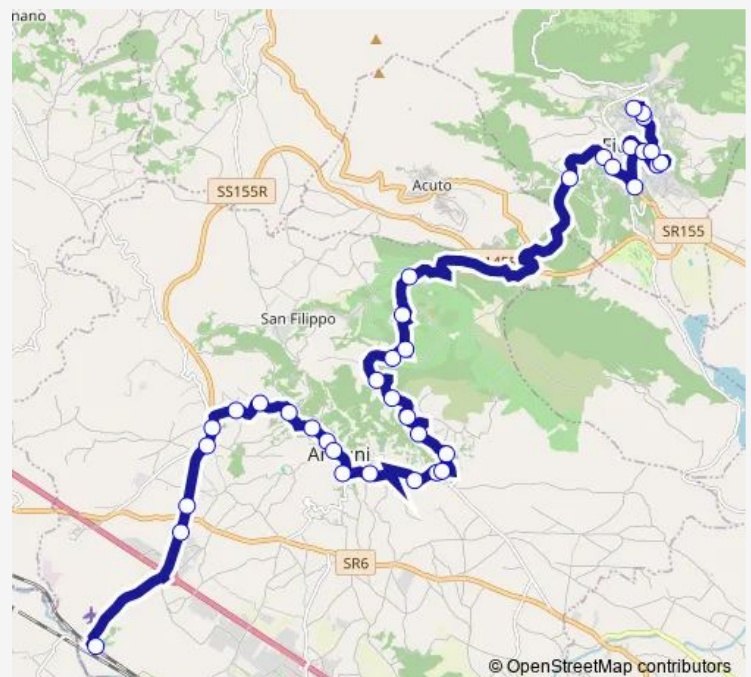 nano
SS155R
Acuto
SR155
San Filippo
SR6
© OpenStreetMap contributors